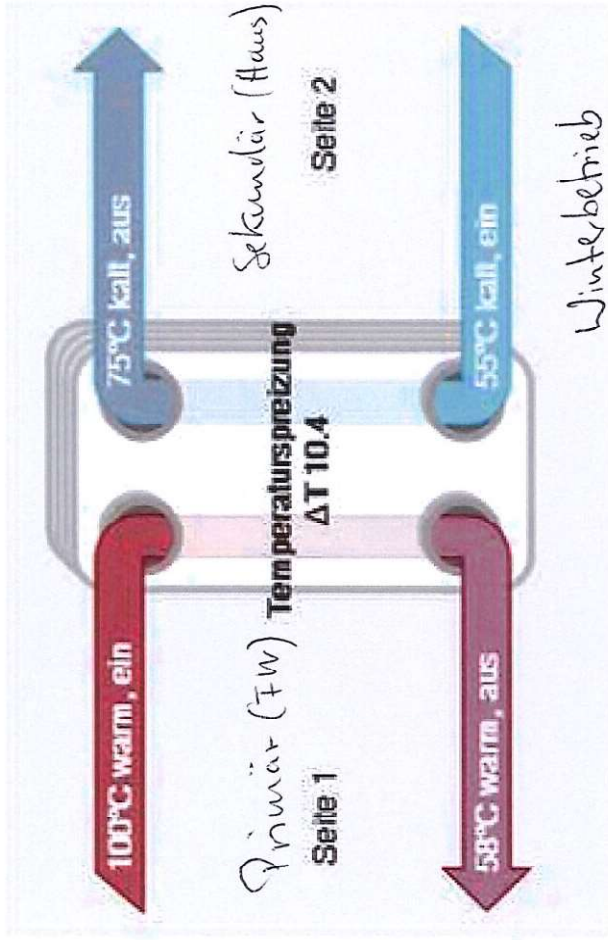 100°C warm, ein
75°C kalt, aus
Primär (FW)
Sekundär (Haus)
Seite 1
Temperaturspreizung
ΔT 10.4
Seite 2
58°C warm, aus
55°C kalt, ein
Winterbetrieb